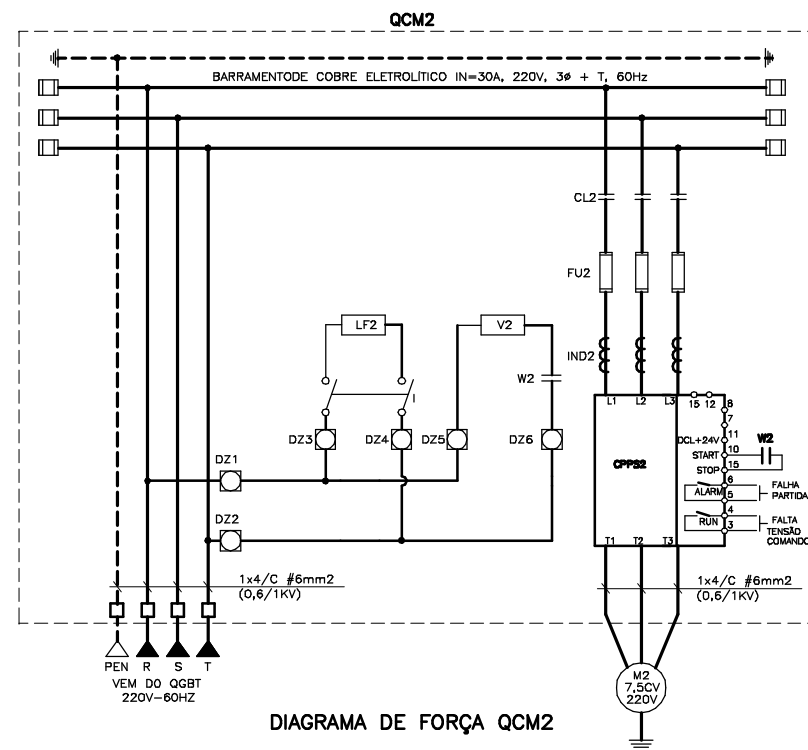 QCM2
BARRAMENTODE COBRE ELETROLÍTICO IN=30A, 220V, 3ø + T, 60Hz
CL2
FU2
LF2
V2
IND2
W2
L1 L2 L3
15 12
8
7
DZ3 DZ4 DZ5 DZ6
DCL+24V 11
START 10
W2
DZ1
CPPS2
STOP 15
ALARM 6
5
FALHA
PARTIDA
DZ2
RUN 4
3
FALTA
TENSÃO
COMANDO
T1 T2 T3
1x4/C #6mm2
(0,6/1KV)
1x4/C #6mm2
(0,6/1KV)
PEN R S T
VEM DO QGBT
220V-60HZ
M2
7,5CV
220V
DIAGRAMA DE FORÇA QCM2